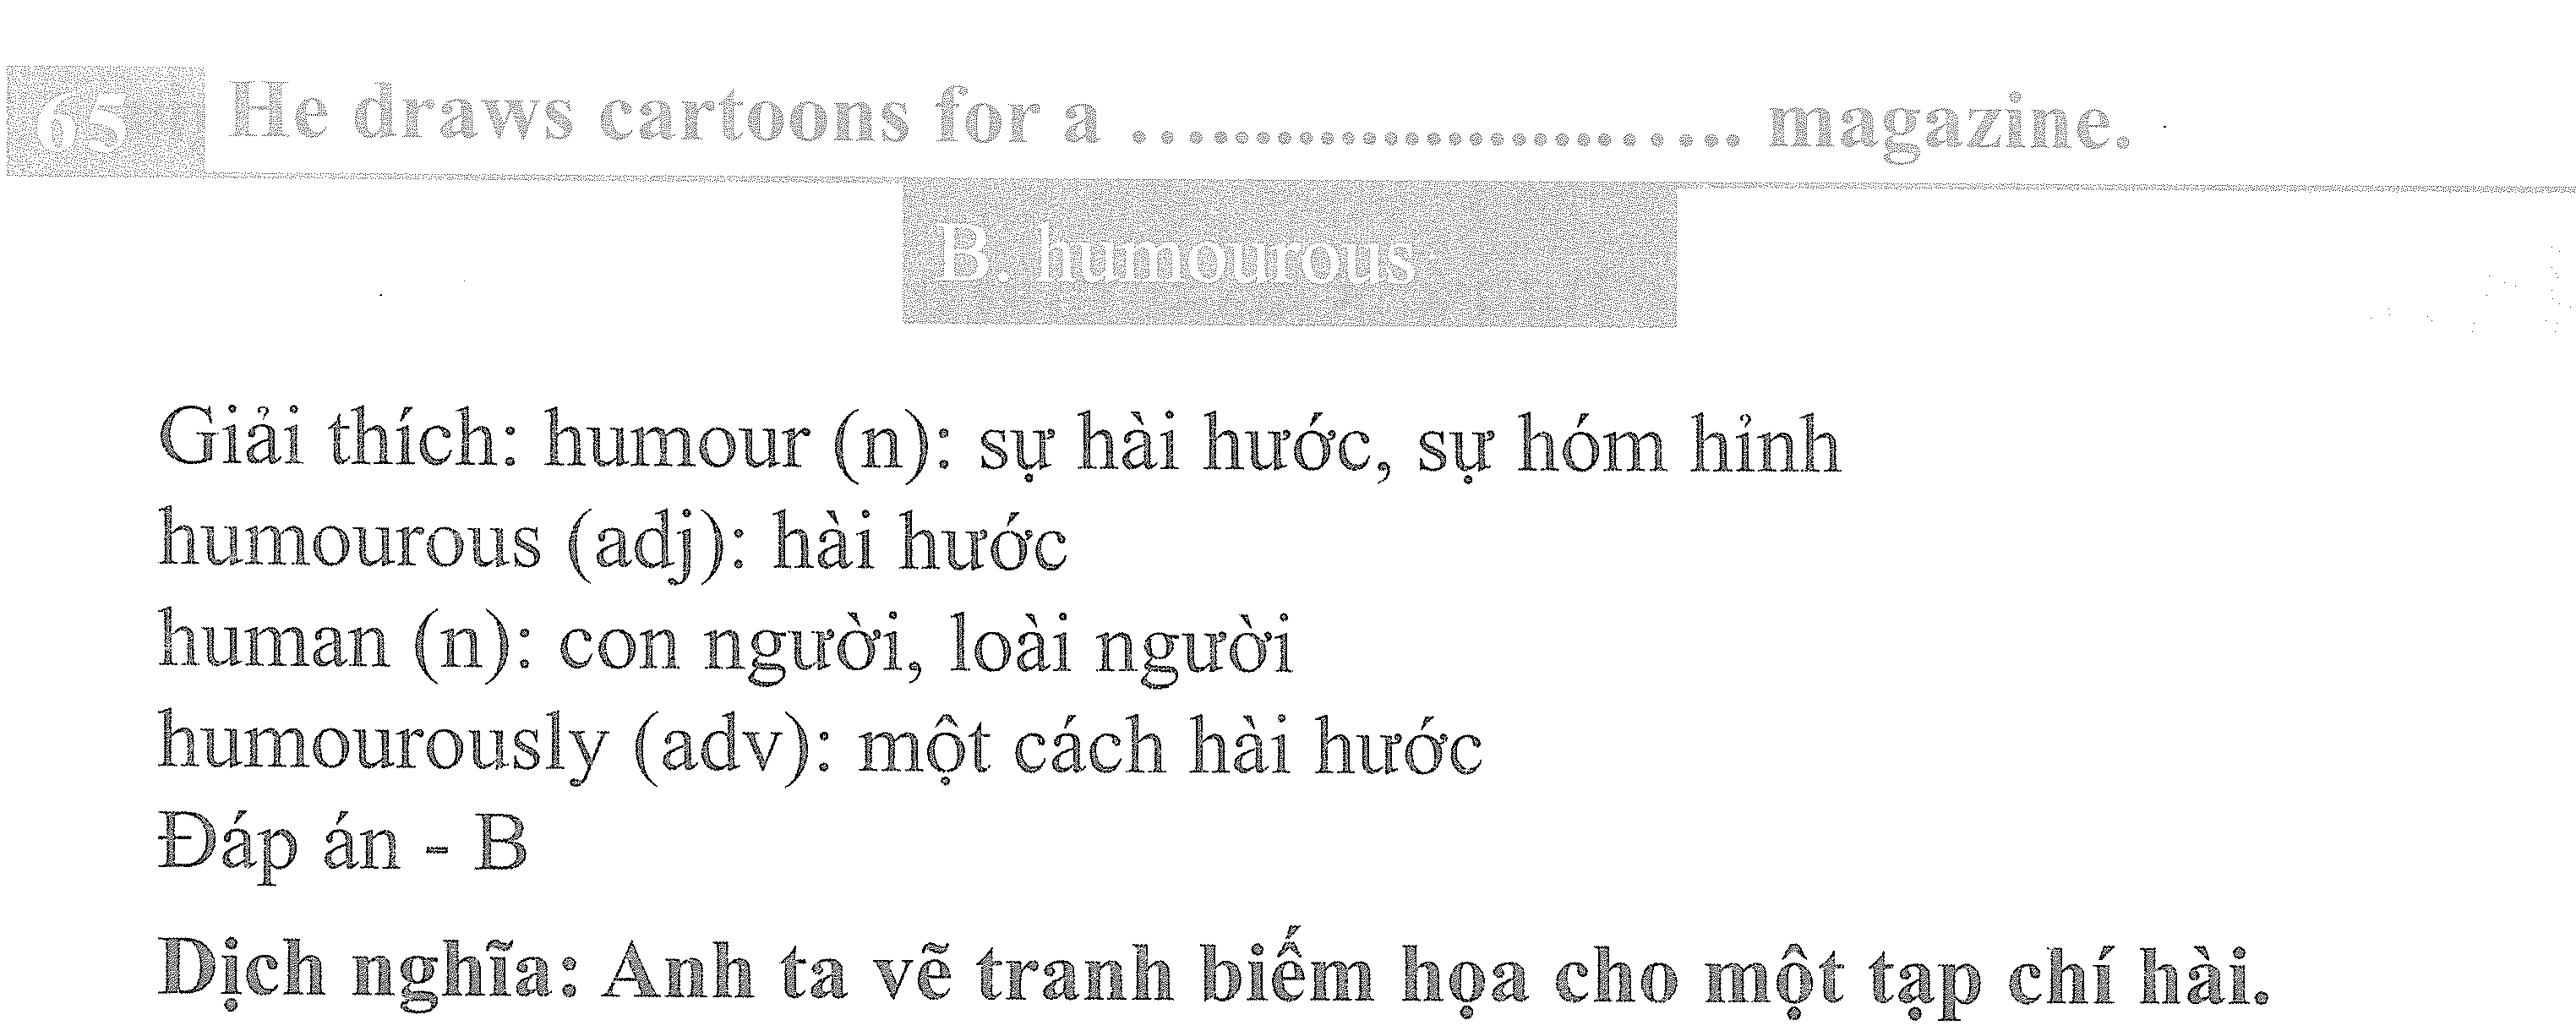 65 He draws cartoons for a ........................ magazine.
B. humourous
Giải thích: humour (n): sự hài hước, sự hóm hỉnh
humourous (adj): hài hước
human (n): con người, loài người
humourously (adv): một cách hài hước
Đáp án - B
Dịch nghĩa: Anh ta vẽ tranh biếm họa cho một tạp chí hài.